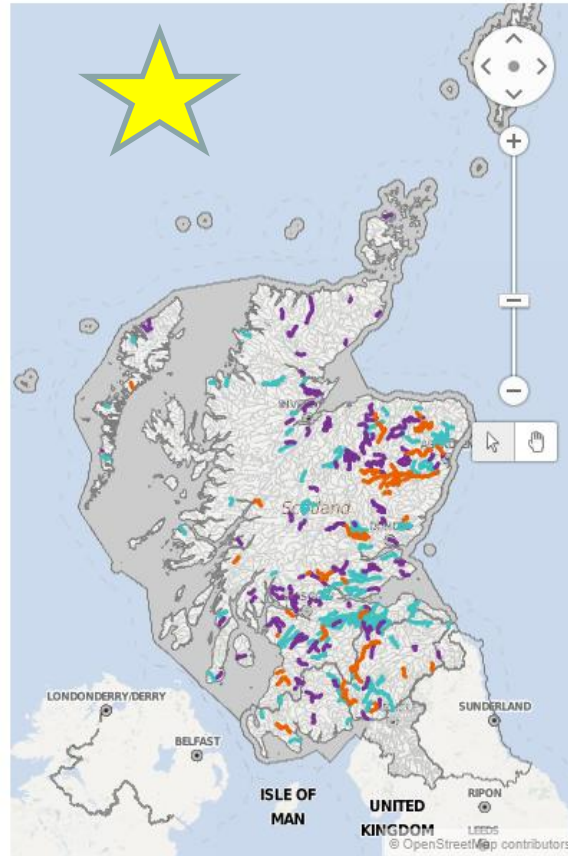 Scotland
LONDONDERRY/DERRY
SUNDERLAND
BELFAST
ISLE OF
MAN
RIPON
UNITED
KINGDOM
LEEDS
© OpenStreetMap contributors